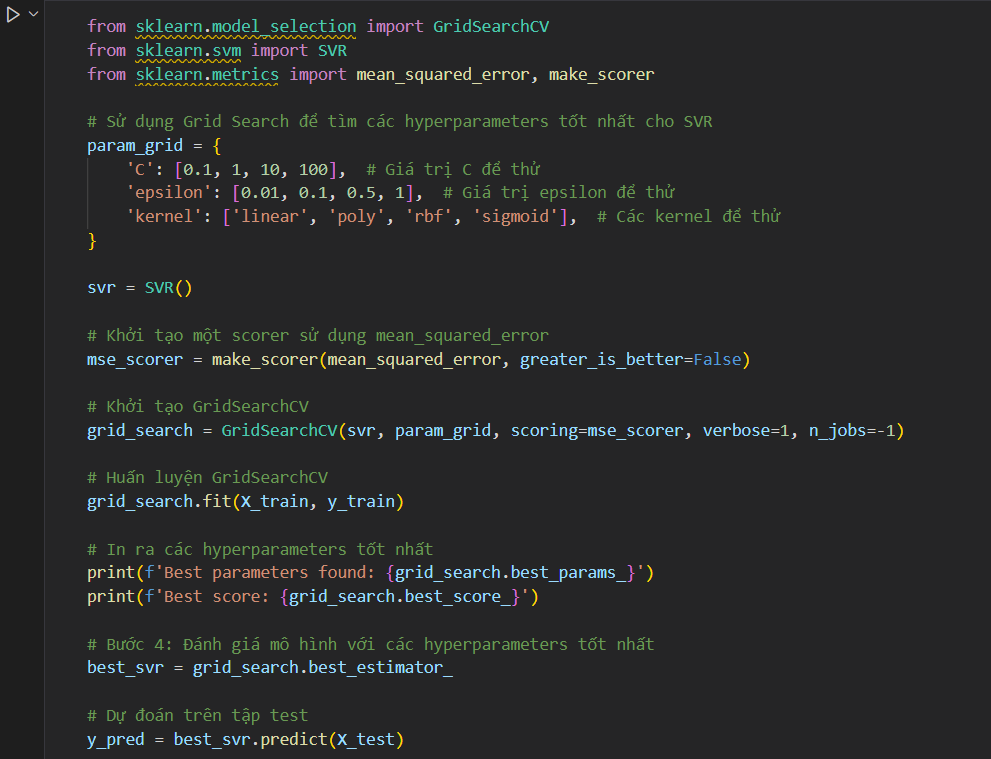 from sklearn.model_selection import GridSearchCV
from sklearn.svm import SVR
from sklearn.metrics import mean_squared_error, make_scorer
# Sử dụng Grid Search để tìm các hyperparameters tốt nhất cho SVR
param_grid = {
    'C': [0.1, 1, 10, 100],  # Giá trị C để thử
    'epsilon': [0.01, 0.1, 0.5, 1],  # Giá trị epsilon để thử
    'kernel': ['linear', 'poly', 'rbf', 'sigmoid'],  # Các kernel để thử
}
svr = SVR()
# Khởi tạo một scorer sử dụng mean_squared_error
mse_scorer = make_scorer(mean_squared_error, greater_is_better=False)
# Khởi tạo GridSearchCV
grid_search = GridSearchCV(svr, param_grid, scoring=mse_scorer, verbose=1, n_jobs=-1)
# Huấn luyện GridSearchCV
grid_search.fit(X_train, y_train)
# In ra các hyperparameters tốt nhất
print(f'Best parameters found: {grid_search.best_params_}')
print(f'Best score: {grid_search.best_score_}')
# Bước 4: Đánh giá mô hình với các hyperparameters tốt nhất
best_svr = grid_search.best_estimator_
# Dự đoán trên tập test
y_pred = best_svr.predict(X_test)